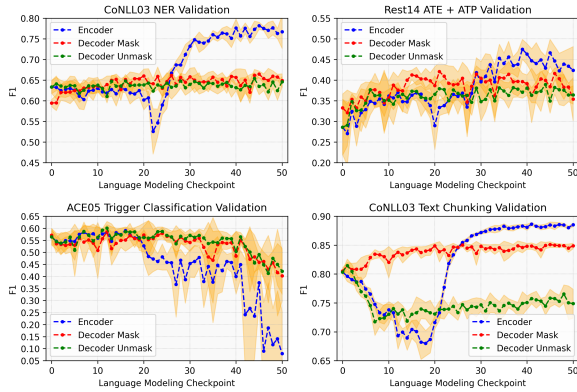 CoNLL03 NER Validation
0.80
0.75
0.70
0.65
0.60
0.55
0.50
0.45
F1
Encoder
Decoder Mask
Decoder Unmask
0 10 20 30 40 50
Language Modeling Checkpoint
Rest14 ATE + ATP Validation
0.55
0.50
0.45
0.40
0.35
0.30
0.25
0.20
F1
Encoder
Decoder Mask
Decoder Unmask
0 10 20 30 40 50
Language Modeling Checkpoint
ACE05 Trigger Classification Validation
0.65
0.60
0.55
0.50
0.45
0.40
0.35
0.30
0.25
0.20
0.15
0.10
0.05
F1
Encoder
Decoder Mask
Decoder Unmask
0 10 20 30 40 50
Language Modeling Checkpoint
CoNLL03 Text Chunking Validation
0.90
0.85
0.80
0.75
0.70
0.65
F1
Encoder
Decoder Mask
Decoder Unmask
0 10 20 30 40 50
Language Modeling Checkpoint